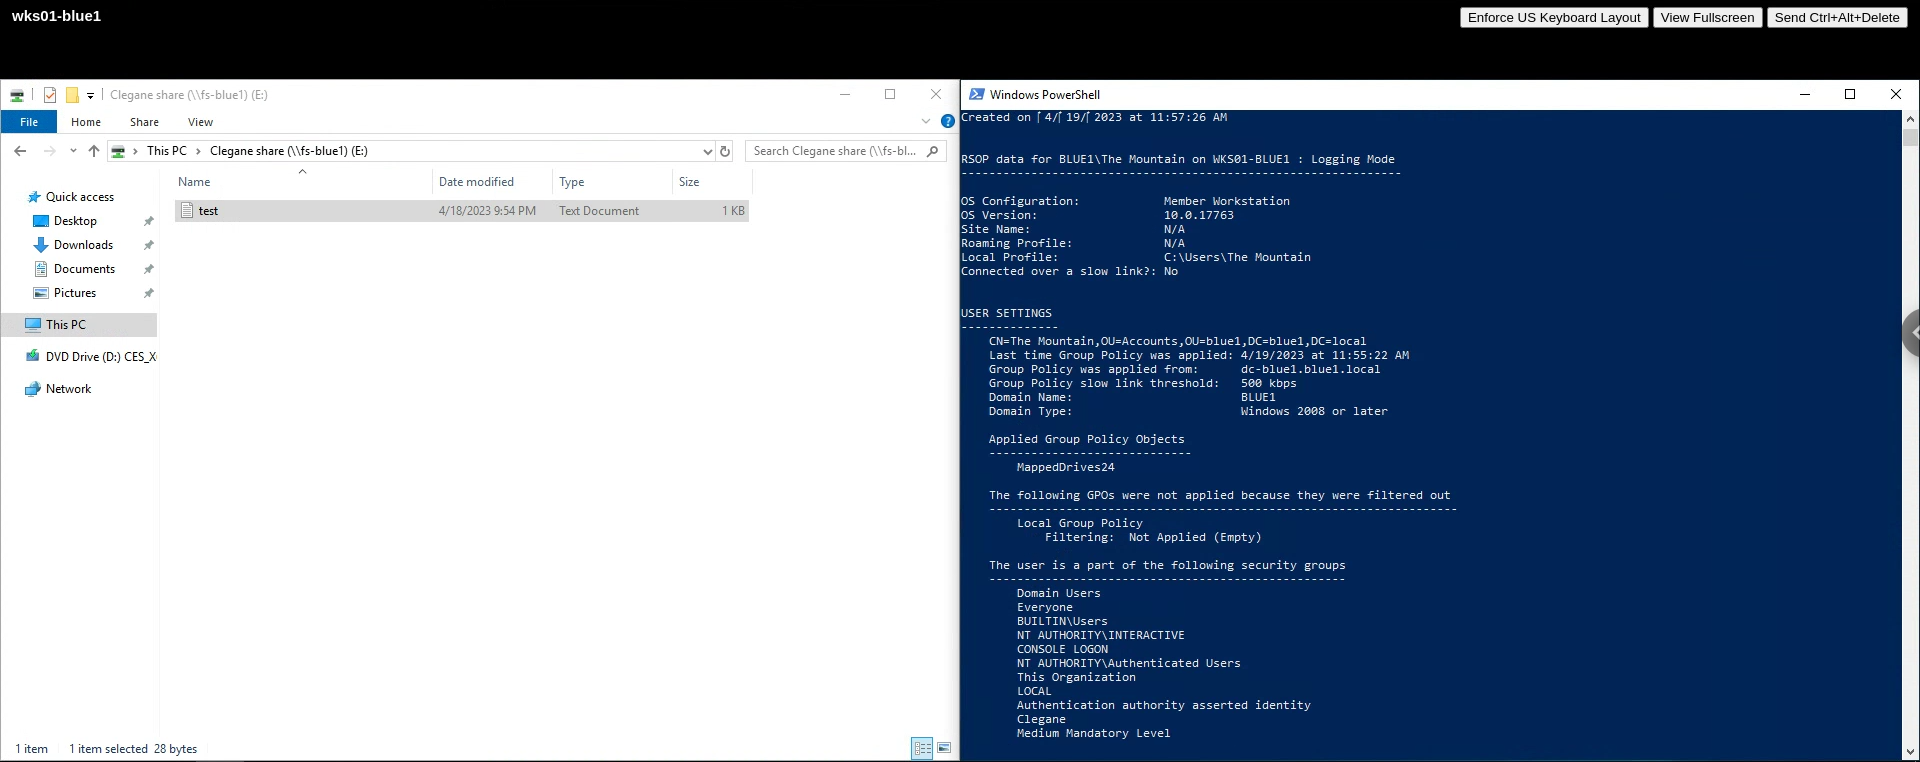 wks01-blue1
Enforce US Keyboard Layout
View Fullscreen
Send Ctrl+Alt+Delete
Clegane share (\\fs-blue1) (E:)
File Home Share View
This PC > Clegane share (\\fs-blue1) (E:)
Search Clegane share (\\fs-bl...
Name Date modified Type Size
test 4/18/2023 9:54 PM Text Document 1 KB
Quick access
Desktop
Downloads
Documents
Pictures
This PC
DVD Drive (D:) CES_X
Network
1 item 1 item selected 28 bytes
Windows PowerShell
Created on 4/ 19/ 2023 at 11:57:26 AM
RSOP data for BLUE1\The Mountain on WKS01-BLUE1 : Logging Mode
---------------------------------------------------------------
OS Configuration: Member Workstation
OS Version: 10.0.17763
Site Name: N/A
Roaming Profile: N/A
Local Profile: C:\Users\The Mountain
Connected over a slow link?: No
USER SETTINGS
--------------
CN=The Mountain,OU=Accounts,OU=blue1,DC=blue1,DC=local
Last time Group Policy was applied: 4/19/2023 at 11:55:22 AM
Group Policy was applied from: dc-blue1.blue1.local
Group Policy slow link threshold: 500 kbps
Domain Name: BLUE1
Domain Type: Windows 2008 or later
Applied Group Policy Objects
-----------------------------
MappedDrives24
The following GPOs were not applied because they were filtered out
-------------------------------------------------------------------
Local Group Policy
Filtering: Not Applied (Empty)
The user is a part of the following security groups
---------------------------------------------------
Domain Users
Everyone
BUILTIN\Users
NT AUTHORITY\INTERACTIVE
CONSOLE LOGON
NT AUTHORITY\Authenticated Users
This Organization
LOCAL
Authentication authority asserted identity
Clegane
Medium Mandatory Level